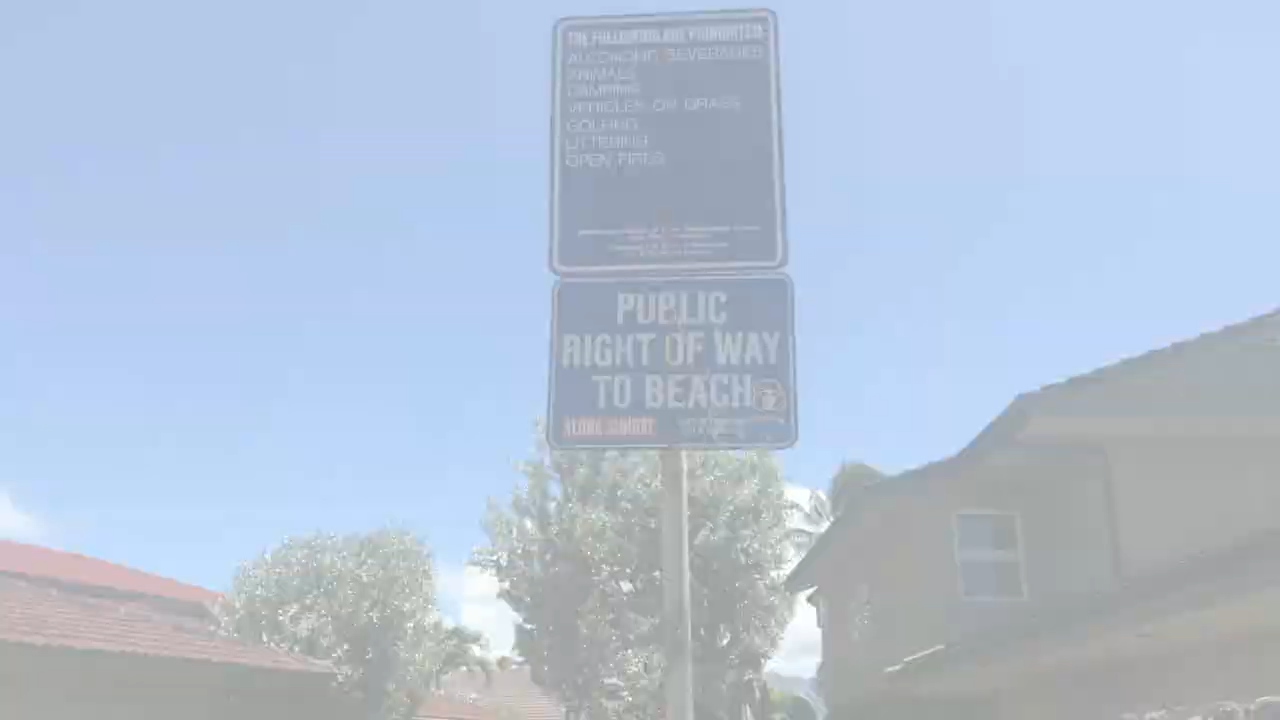 THE FOLLOWING ARE PROHIBITED
ALCOHOLIC BEVERAGES
ANIMALS
CAMPING
VEHICLES ON GRASS
GOLFING
LITTERING
OPEN FIRES
PUBLIC
RIGHT OF WAY
TO BEACH